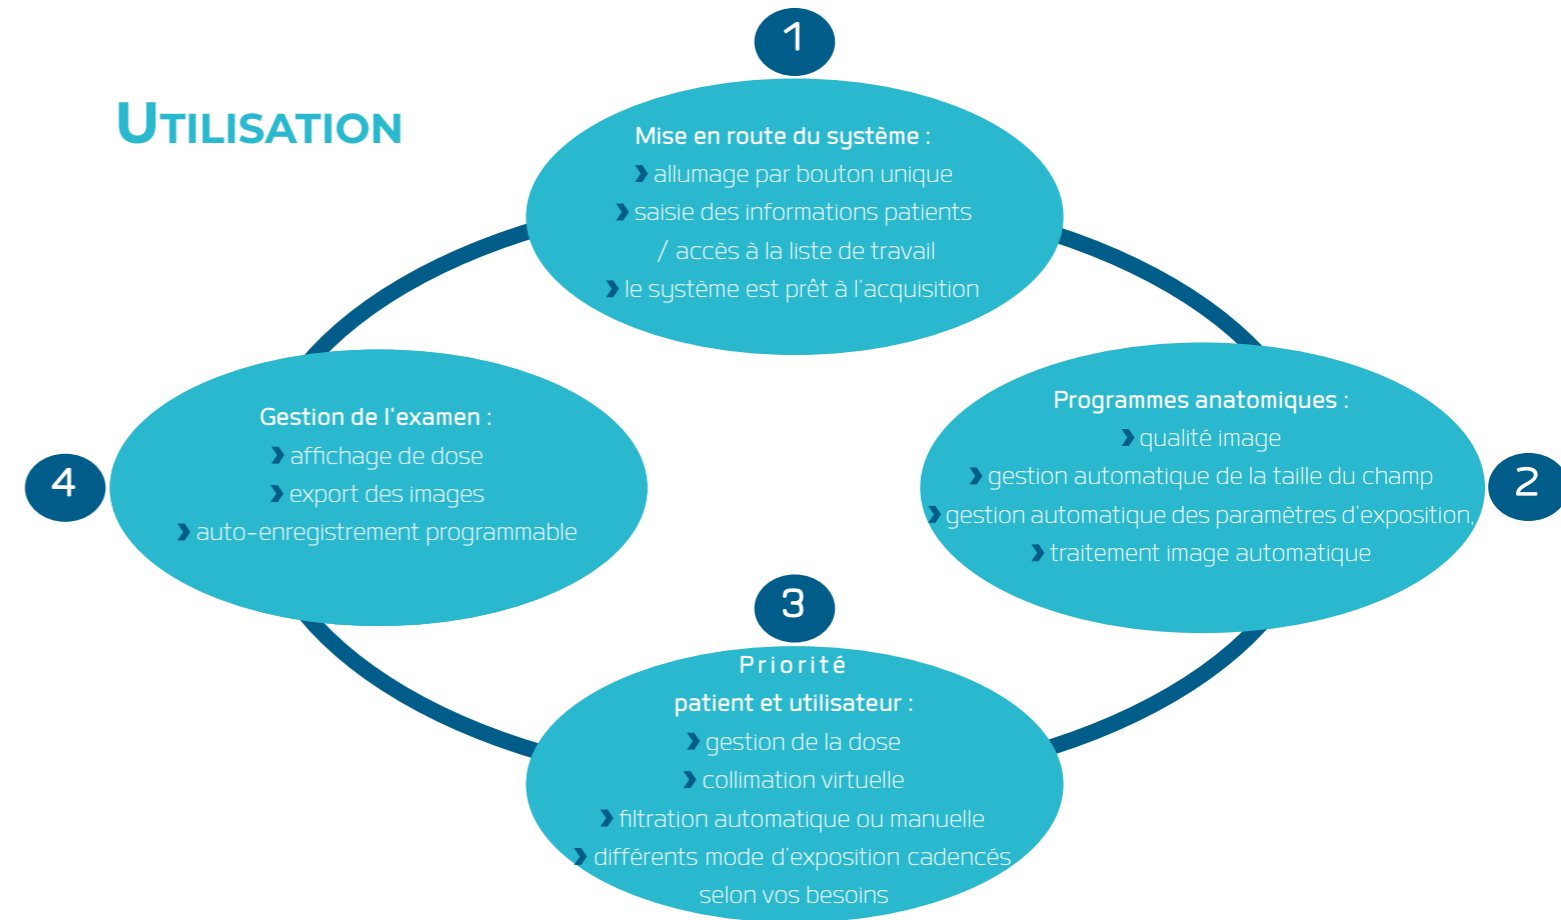 UTILISATION
1
Mise en route du système :
❱ allumage par bouton unique
❱ saisie des informations patients
/ accès à la liste de travail
❱ le système est prêt à l'acquisition
2
Programmes anatomiques :
❱ qualité image
❱ gestion automatique de la taille du champ
❱ gestion automatique des paramètres d'exposition,
❱ traitement image automatique
3
Priorité
patient et utilisateur :
❱ gestion de la dose
❱ collimation virtuelle
❱ filtration automatique ou manuelle
❱ différents mode d'exposition cadencés
selon vos besoins
4
Gestion de l'examen :
❱ affichage de dose
❱ export des images
❱ auto-enregistrement programmable